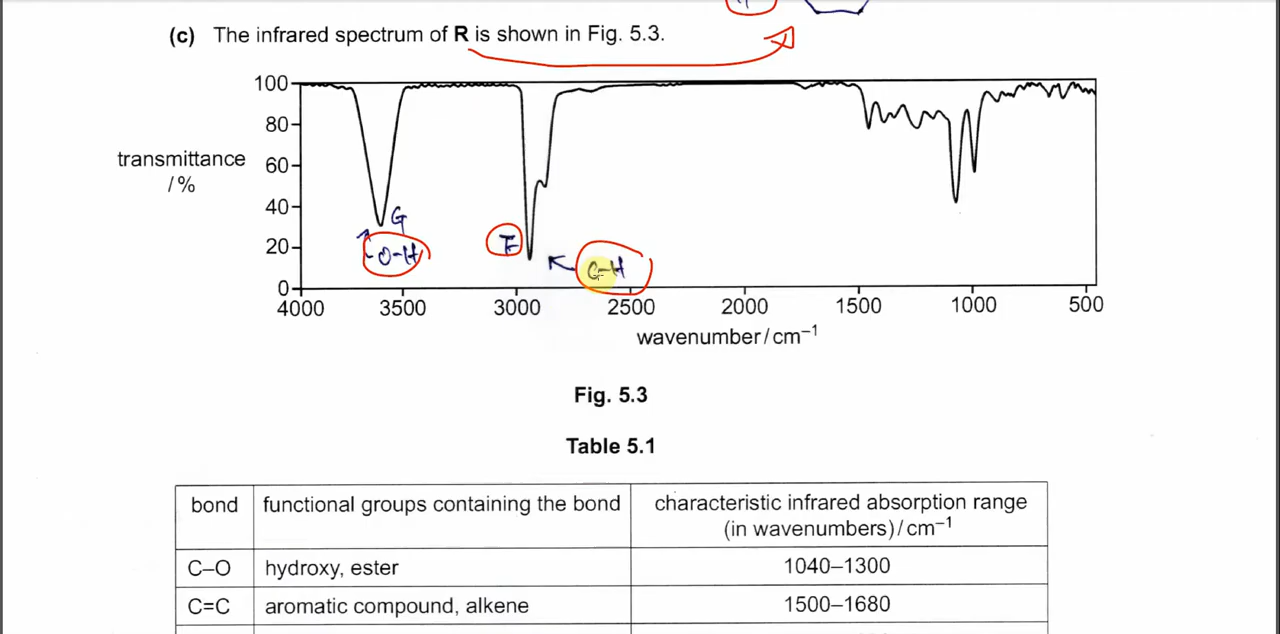 (c) The infrared spectrum of R is shown in Fig. 5.3.
100
80
transmittance
60
/ %
40
G
20
O-H
F
C-H
0
4000 3500 3000 2500 2000 1500 1000 500
wavenumber / cm⁻¹
Fig. 5.3
Table 5.1
bond functional groups containing the bond characteristic infrared absorption range
(in wavenumbers) / cm⁻¹
C–O hydroxy, ester 1040–1300
C=C aromatic compound, alkene 1500–1680